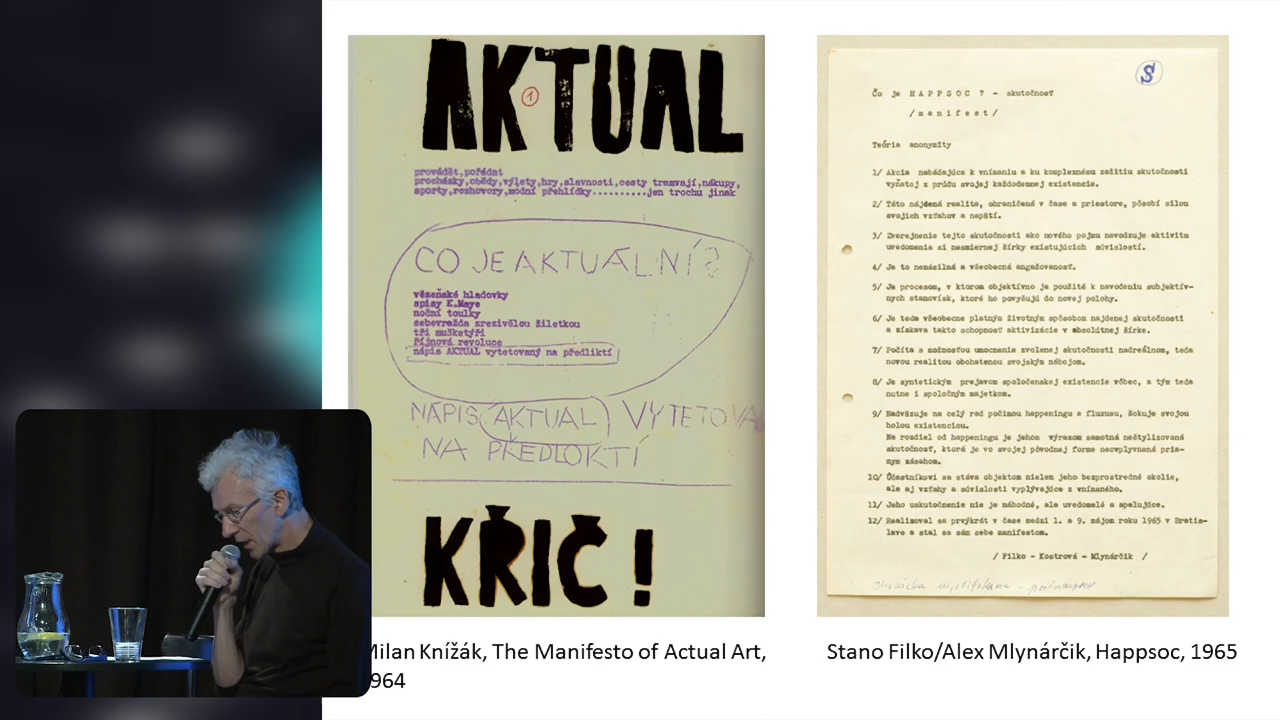 AKTUAL
1
provádět,pořádat
procházky,obědy,výlety,hry,slavnosti,cesty tramvají,nákupy,
sporty,rozhovory,módní přehlídky..........jen trochu jinak
CO JE AKTUÁLNÍ?
vězeňské hladovky
spisy K.Maye
noční toulky
sebevražda zrezivělou žiletkou
tři mušketýři
říjnová revoluce
nápis AKTUAL vytetovaný na předloktí
NÁPIS AKTUAL VYTETOVA
NA PŘEDLOKTÍ
KŘIČ!
S
Čo je HAPPSOC ? - skutočnosť
/manifest/
Teória anonymity
1/ Akcia nabádajúca k vnímaniu a ku komplexnému zažitiu skutočnosti
vyňatej z prúdu svojej každodennej existencie.
2/ Táto nájdená realita, ohraničená v čase a priestore, pôsobí silou
svojich vzťahov a napätí.
3/ Zverejnenie tejto skutočnosti ako nového pojmu navodzuje aktivitu
uvedomenia si nesmiernej šírky existujúcich súvislostí.
4/ Je to nenásilná a všeobecná angažovanosť.
5/ Je procesom, v ktorom objektívno je použité k navodeniu subjektív-
nych stanovísk, ktoré ho povyšujú do novej polohy.
6/ Je teda všeobecne platným životným spôsobom najdenej skutočnosti
a získava takto schopnosť aktivizácie v absolútnej šírke.
7/ Počíta s možnosťou umocnenie zvolenej skutočnosti nadreálnom, teda
novou realitou obohatenou svojským nábojom.
8/ Je syntetickým prejavom spoločenskej existencie vôbec, a tým teda
nutne i spoločným majetkom.
9/ Nadväzuje na celý rad počinou happeningu a fluxusu, šokuje svojou
holou existenciou.
Na rozdiel od happeningu je jehom výrazom samotná neštylizovaná
skutočnosť, ktorá je vo svojej pôvodnej forme neovplyvnená pria-
mym zásahom.
10/ Účastníkovi sa stáva objektom nielen jeho bezprostredné okolie,
ale aj vzťahy a súvislosti vyplývajúce z vnímaného.
11/ Jeho uskutočnenie nie je náhodné, ale uvedomelé a apelujúce.
12/ Realizoval sa prvýkrát v čase medzi 1. a 9. májom roku 1965 v Bratis-
lave a stal sa sám sebe manifestom.
/ Filko - Kostrová - Mlynárčik /
Milan Knížák, The Manifesto of Actual Art,
1964
Stano Filko/Alex Mlynárčik, Happsoc, 1965